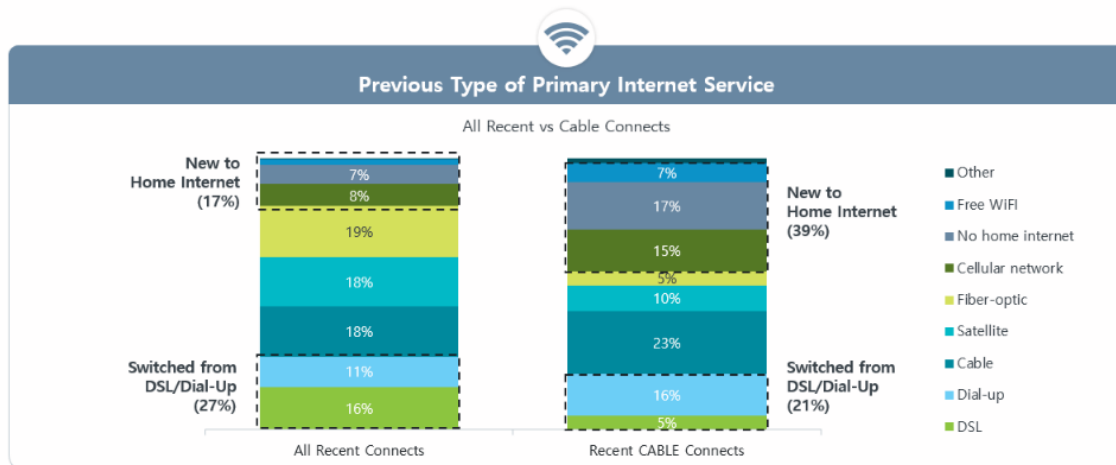 Previous Type of Primary Internet Service
All Recent vs Cable Connects
New to
Home Internet
(17%)
7%
8%
19%
18%
18%
11%
16%
Switched from
DSL/Dial-Up
(27%)
All Recent Connects
7%
17%
15%
5%
10%
23%
16%
5%
New to
Home Internet
(39%)
Switched from
DSL/Dial-Up
(21%)
Recent CABLE Connects
Other
Free WiFI
No home internet
Cellular network
Fiber-optic
Satellite
Cable
Dial-up
DSL